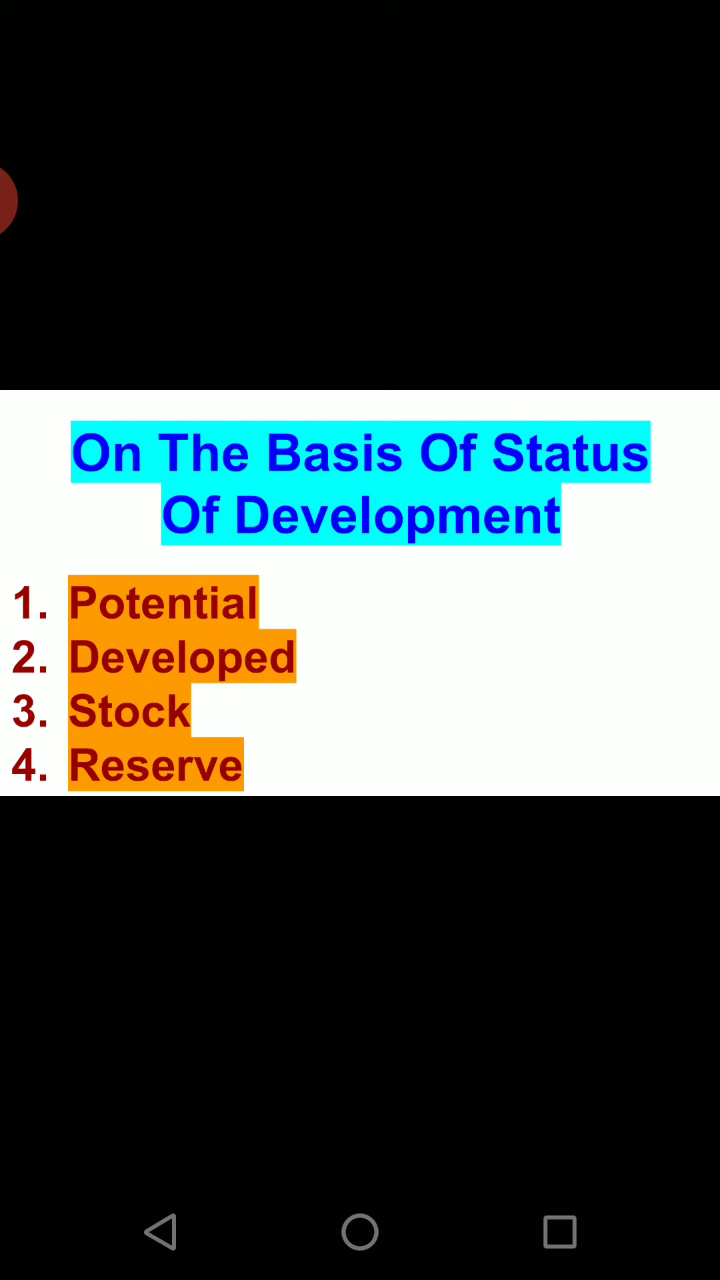 On The Basis Of Status
Of Development
1. Potential
2. Developed
3. Stock
4. Reserve